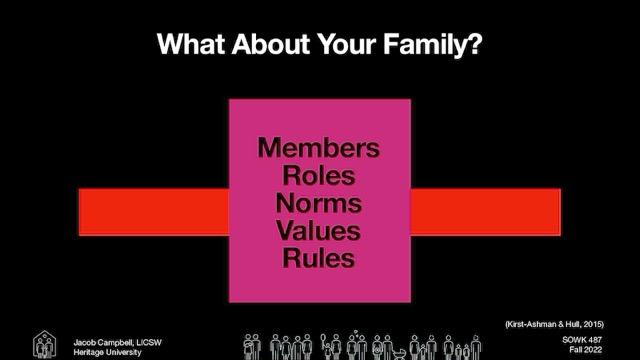 What About Your Family?
Members
Roles
Norms
Values
Rules
(Kirst-Ashman & Hull, 2015)
Jacob Campbell, LICSW
Heritage University
SOWK 487
Fall 2022